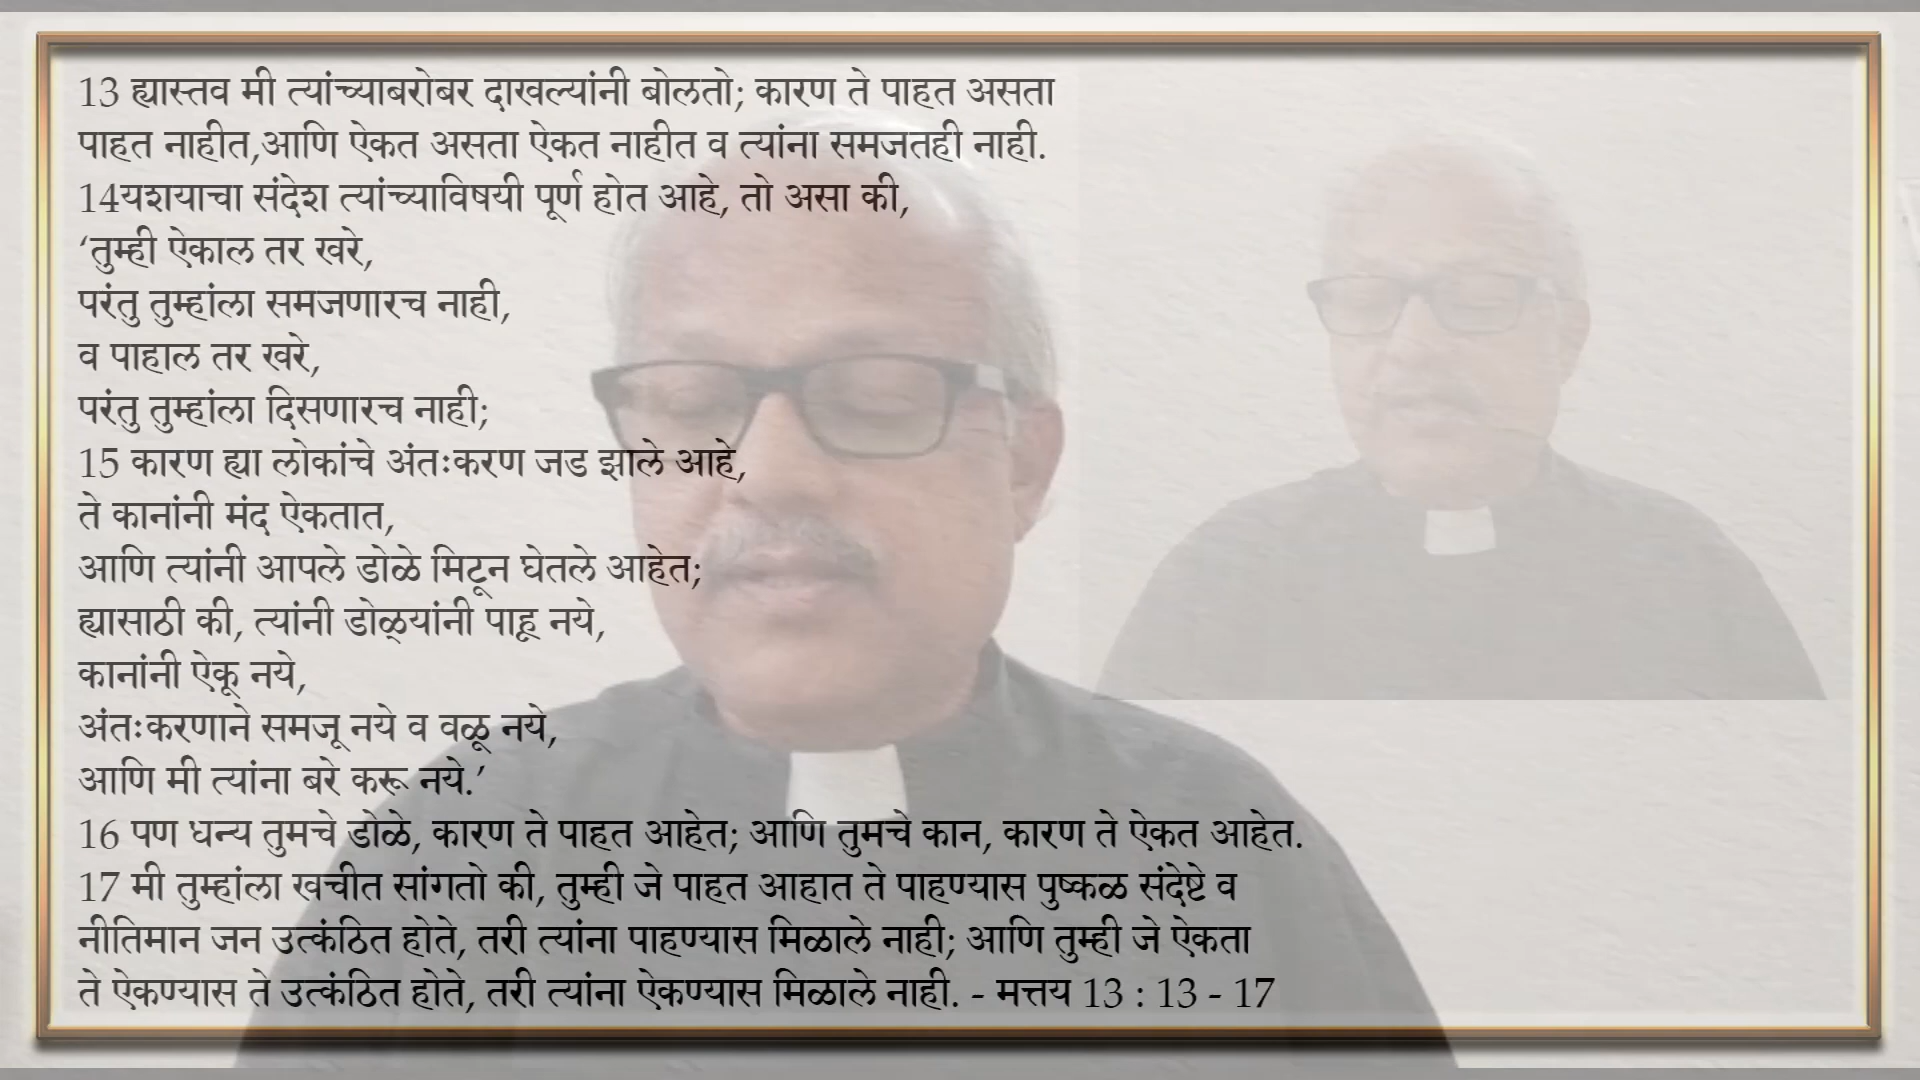 13 ह्यास्तव मी त्यांच्याबरोबर दाखल्यांनी बोलतो; कारण ते पाहत असता
पाहत नाहीत,आणि ऐकत असता ऐकत नाहीत व त्यांना समजतही नाही.
14यशयाचा संदेश त्यांच्याविषयी पूर्ण होत आहे, तो असा की,
‘तुम्ही ऐकाल तर खरे,
परंतु तुम्हांला समजणारच नाही,
व पाहाल तर खरे,
परंतु तुम्हांला दिसणारच नाही;
15 कारण ह्या लोकांचे अंतःकरण जड झाले आहे,
ते कानांनी मंद ऐकतात,
आणि त्यांनी आपले डोळे मिटून घेतले आहेत;
ह्यासाठी की, त्यांनी डोळ्यांनी पाहू नये,
कानांनी ऐकू नये,
अंतःकरणाने समजू नये व वळू नये,
आणि मी त्यांना बरे करू नये.’
16 पण धन्य तुमचे डोळे, कारण ते पाहत आहेत; आणि तुमचे कान, कारण ते ऐकत आहेत.
17 मी तुम्हांला खचीत सांगतो की, तुम्ही जे पाहत आहात ते पाहण्यास पुष्कळ संदेष्टे व
नीतिमान जन उत्कंठित होते, तरी त्यांना पाहण्यास मिळाले नाही; आणि तुम्ही जे ऐकता
ते ऐकण्यास ते उत्कंठित होते, तरी त्यांना ऐकण्यास मिळाले नाही. - मत्तय 13 : 13 - 17